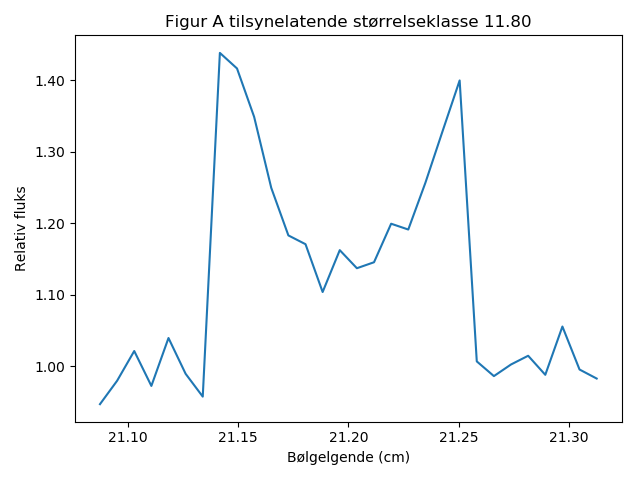 Figur A tilsynelatende størrelseklasse 11.80
1.40
1.30
1.20
1.10
1.00
Relativ fluks
21.10 21.15 21.20 21.25 21.30
Bølgelgende (cm)